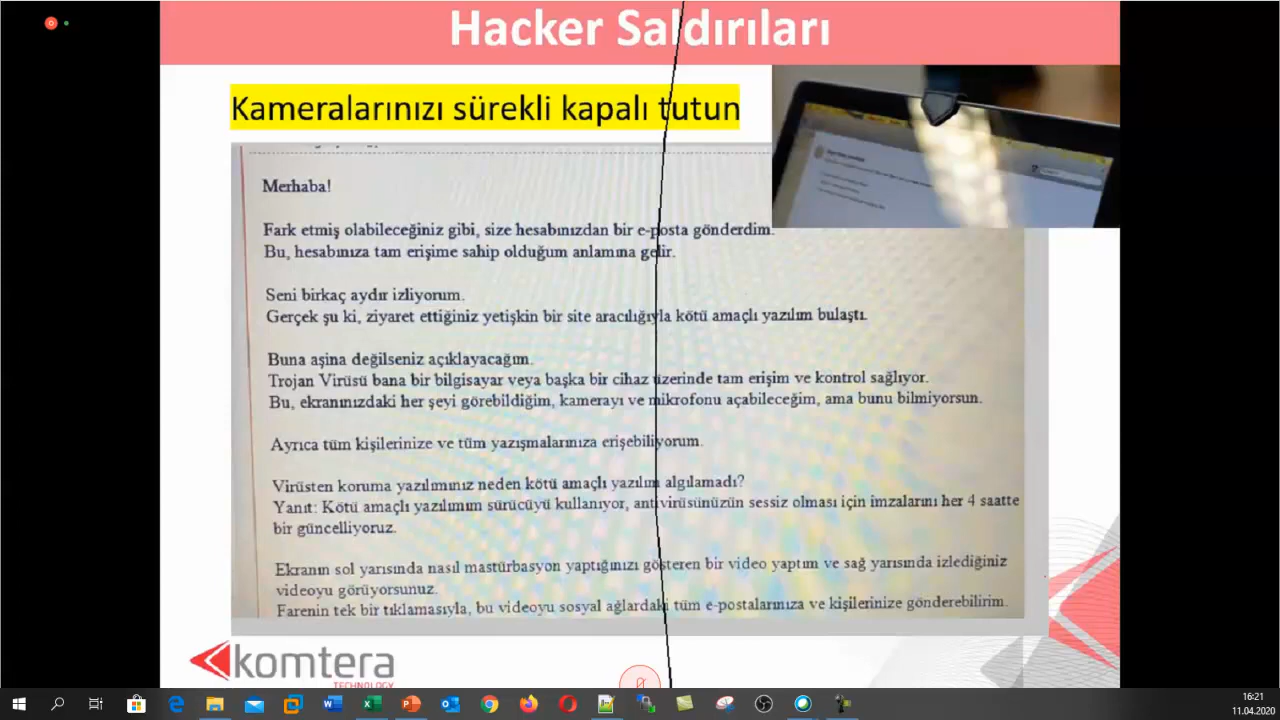 Hacker Saldırıları
Kameralarınızı sürekli kapalı tutun
Merhaba!
Fark etmiş olabileceğiniz gibi, size hesabınızdan bir e-posta gönderdim.
Bu, hesabınıza tam erişime sahip olduğum anlamına gelir.
Seni birkaç aydır izliyorum.
Gerçek şu ki, ziyaret ettiğiniz yetişkin bir site aracılığıyla kötü amaçlı yazılım bulaştı.
Buna aşina değilseniz açıklayacağım.
Trojan Virüsü bana bir bilgisayar veya başka bir cihaz üzerinde tam erişim ve kontrol sağlıyor.
Bu, ekranınızdaki her şeyi görebildiğim, kamerayı ve mikrofonu açabileceğim, ama bunu bilmiyorsun.
Ayrıca tüm kişilerinize ve tüm yazışmalarınıza erişebiliyorum.
Virüsten koruma yazılımınız neden kötü amaçlı yazılım algılamadı?
Yanıt: Kötü amaçlı yazılımım sürücüyü kullanıyor, antivirüsünüzün sessiz olması için imzalarını her 4 saatte
bir güncelliyoruz.
Ekranın sol yarısında nasıl mastürbasyon yaptığınızı gösteren bir video yaptım ve sağ yarısında izlediğiniz
videoyu görüyorsunuz.
Farenin tek bir tıklamasıyla, bu videoyu sosyal ağlardaki tüm e-postalarınıza ve kişilerinize gönderebilirim.
komtera
TECHNOLOGY
16:21
11.04.2020